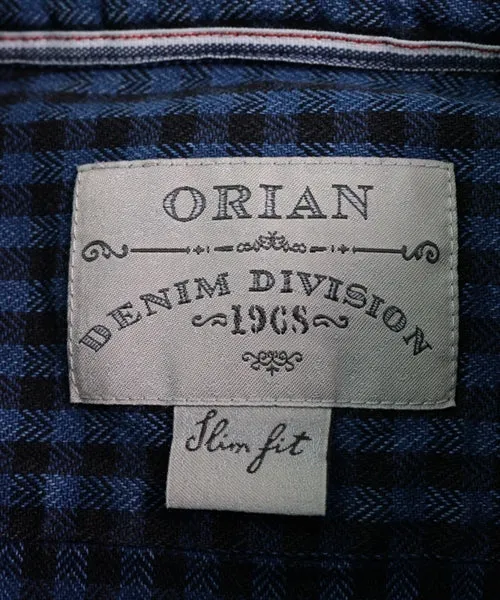 ORIAN
DENIM DIVISION
1968
Slim fit